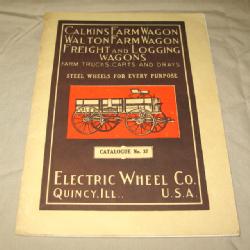 CALKINS FARM WAGON
WALTON FARM WAGON
FREIGHT AND LOGGING
WAGONS
FARM TRUCKS, CARTS AND DRAYS
STEEL WHEELS FOR EVERY PURPOSE
CATALOGUE No. 37
ELECTRIC WHEEL CO.
QUINCY, ILL., U.S.A.